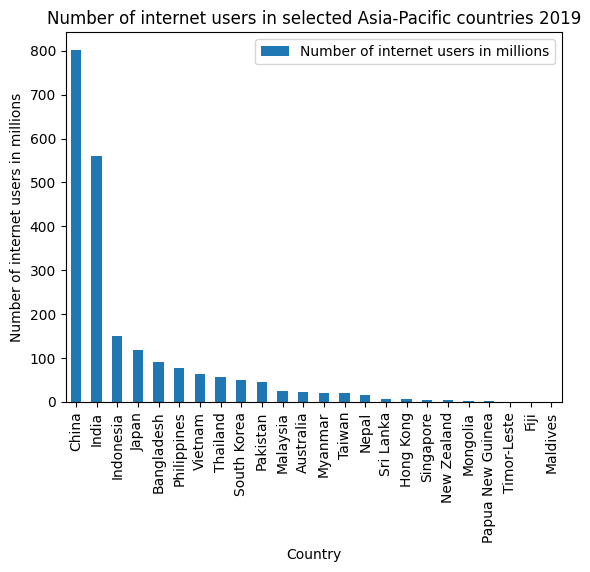 Number of internet users in selected Asia-Pacific countries 2019
Number of internet users in millions
Number of internet users in millions
800
700
600
500
400
300
200
100
0
China
India
Indonesia
Japan
Bangladesh
Philippines
Vietnam
Thailand
South Korea
Pakistan
Malaysia
Australia
Myanmar
Taiwan
Nepal
Sri Lanka
Hong Kong
Singapore
New Zealand
Mongolia
Papua New Guinea
Timor-Leste
Fiji
Maldives
Country